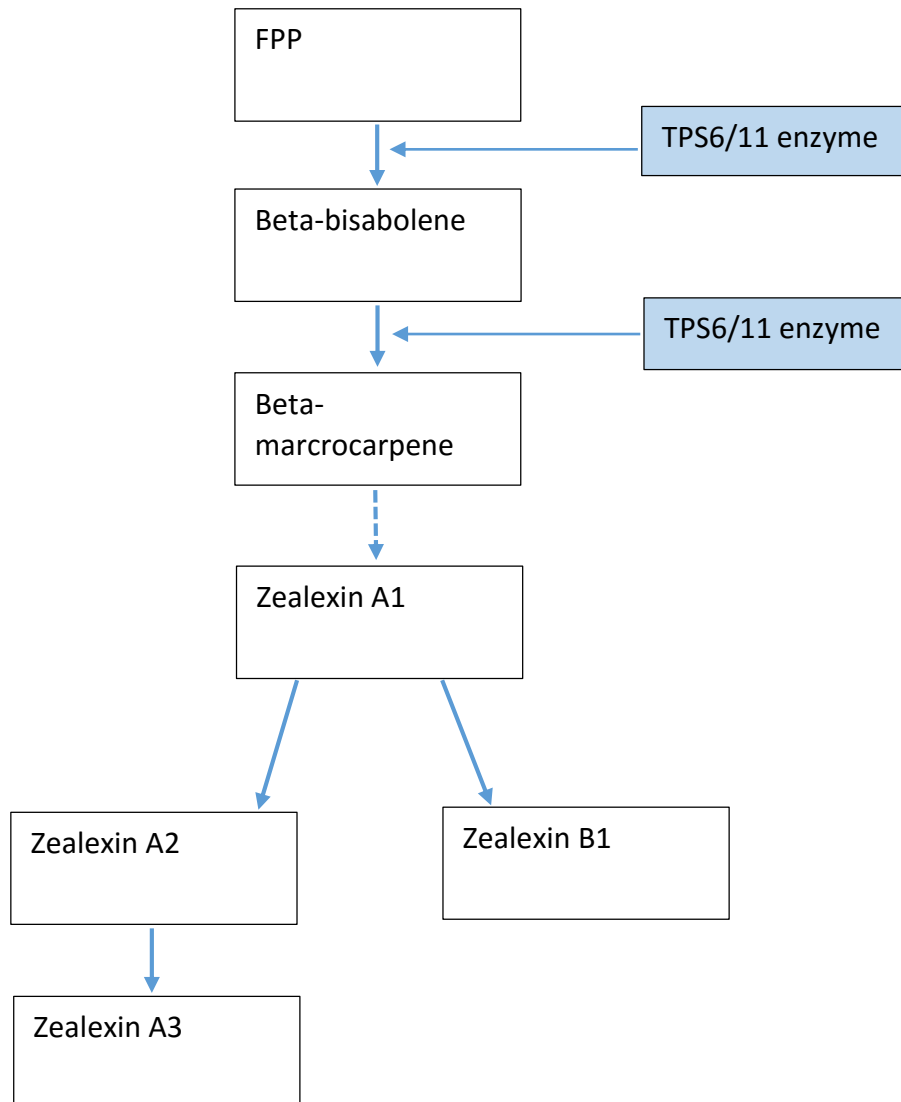 FPP
TPS6/11 enzyme
Beta-bisabolene
TPS6/11 enzyme
Beta-
marcrocarpene
Zealexin A1
Zealexin A2
Zealexin B1
Zealexin A3